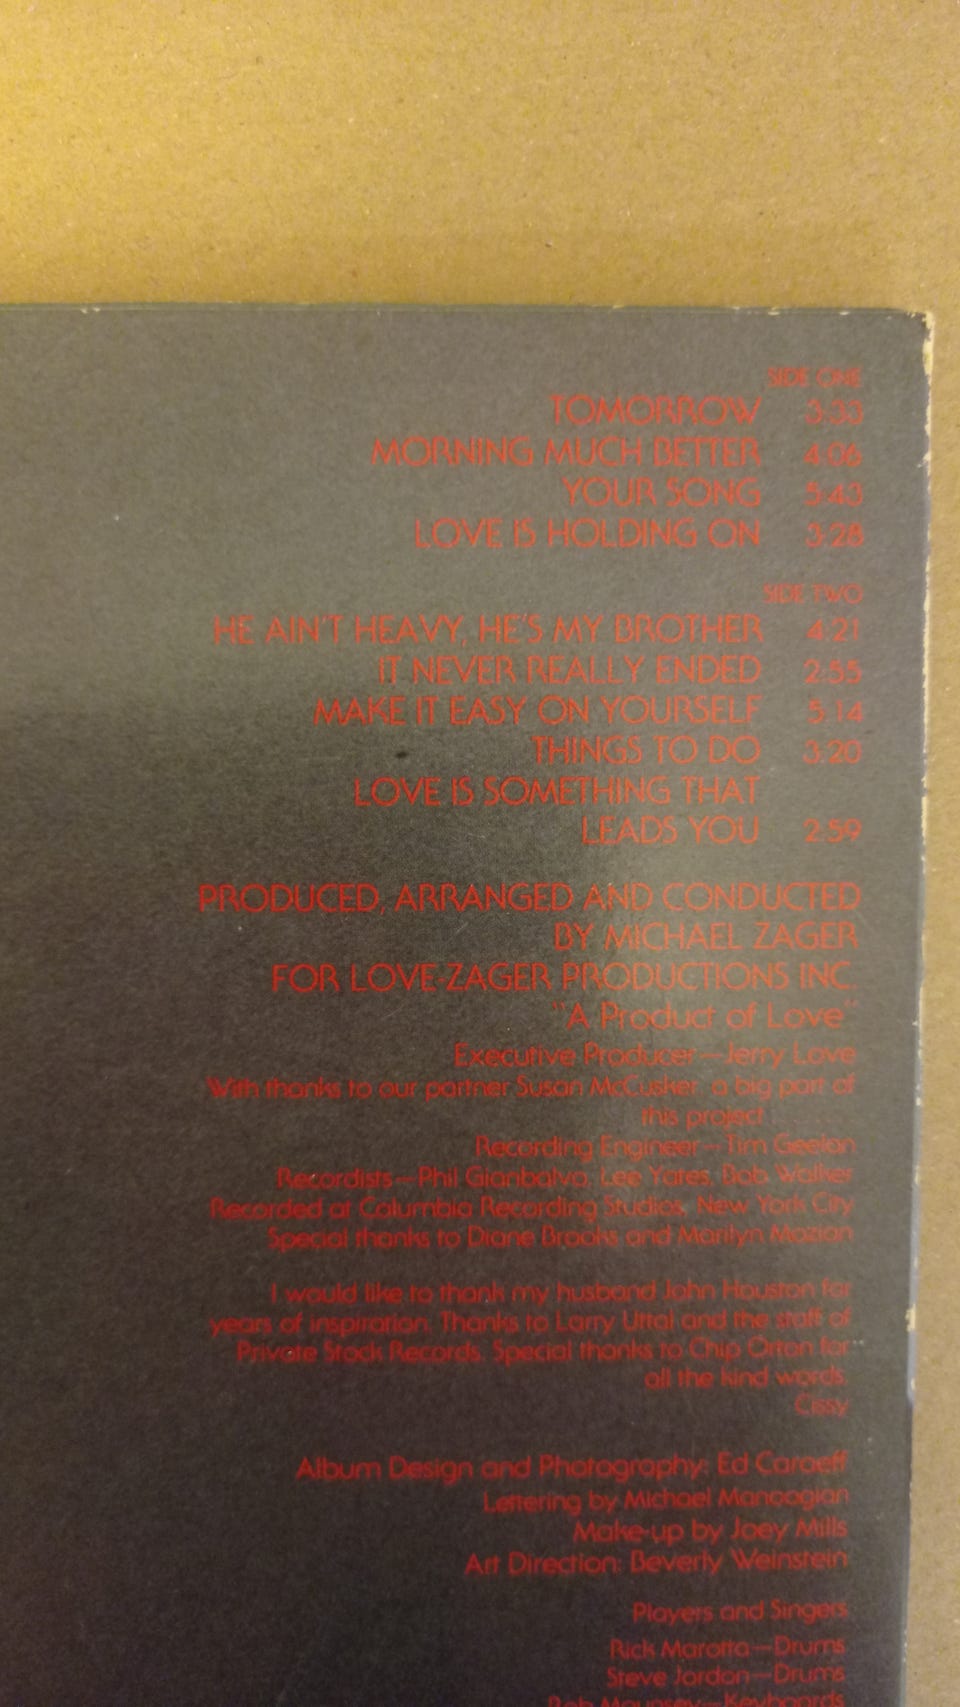 SIDE ONE
TOMORROW 3:33
MORNING MUCH BETTER 4:06
YOUR SONG 5:43
LOVE IS HOLDING ON 3:28
SIDE TWO
HE AIN'T HEAVY, HE'S MY BROTHER 4:21
IT NEVER REALLY ENDED 2:55
MAKE IT EASY ON YOURSELF 5:14
THINGS TO DO 3:20
LOVE IS SOMETHING THAT
LEADS YOU 2:59
PRODUCED, ARRANGED AND CONDUCTED
BY MICHAEL ZAGER
FOR LOVE-ZAGER PRODUCTIONS INC.
"A Product of Love"
Executive Producer—Jerry Love
With thanks to our partner Susan McCusker, a big part of
this project........
Recording Engineer—Tim Geelan
Recordists—Phil Gianbalvo, Lee Yates, Bob Walker
Recorded at Columbia Recording Studios, New York City
Special thanks to Diane Brooks and Marilyn Mazian
I would like to thank my husband John Houston for
years of inspiration. Thanks to Larry Uttal and the staff of
Private Stock Records. Special thanks to Chip Orton for
all the kind words.
Cissy
Album Design and Photography: Ed Caraeff
Lettering by Michael Manoogian
Make-up by Joey Mills
Art Direction: Beverly Weinstein
Players and Singers
Rick Marotta—Drums
Steve Jordan—Drums
Rob Mounsey—Keyboards